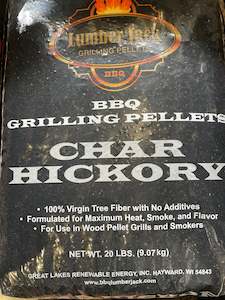 Lumber Jack
GRILLING PELLETS
BBQ
BBQ
GRILLING PELLETS
CHAR
HICKORY
• 100% Virgin Tree Fiber with No Additives
• Formulated for Maximum Heat, Smoke, and Flavor
• For Use in Wood Pellet Grills and Smokers
NET WT. 20 LBS. (9.07 kg)
GREAT LAKES RENEWABLE ENERGY, INC. HAYWARD, WI 54843
www.bbqlumberjack.com